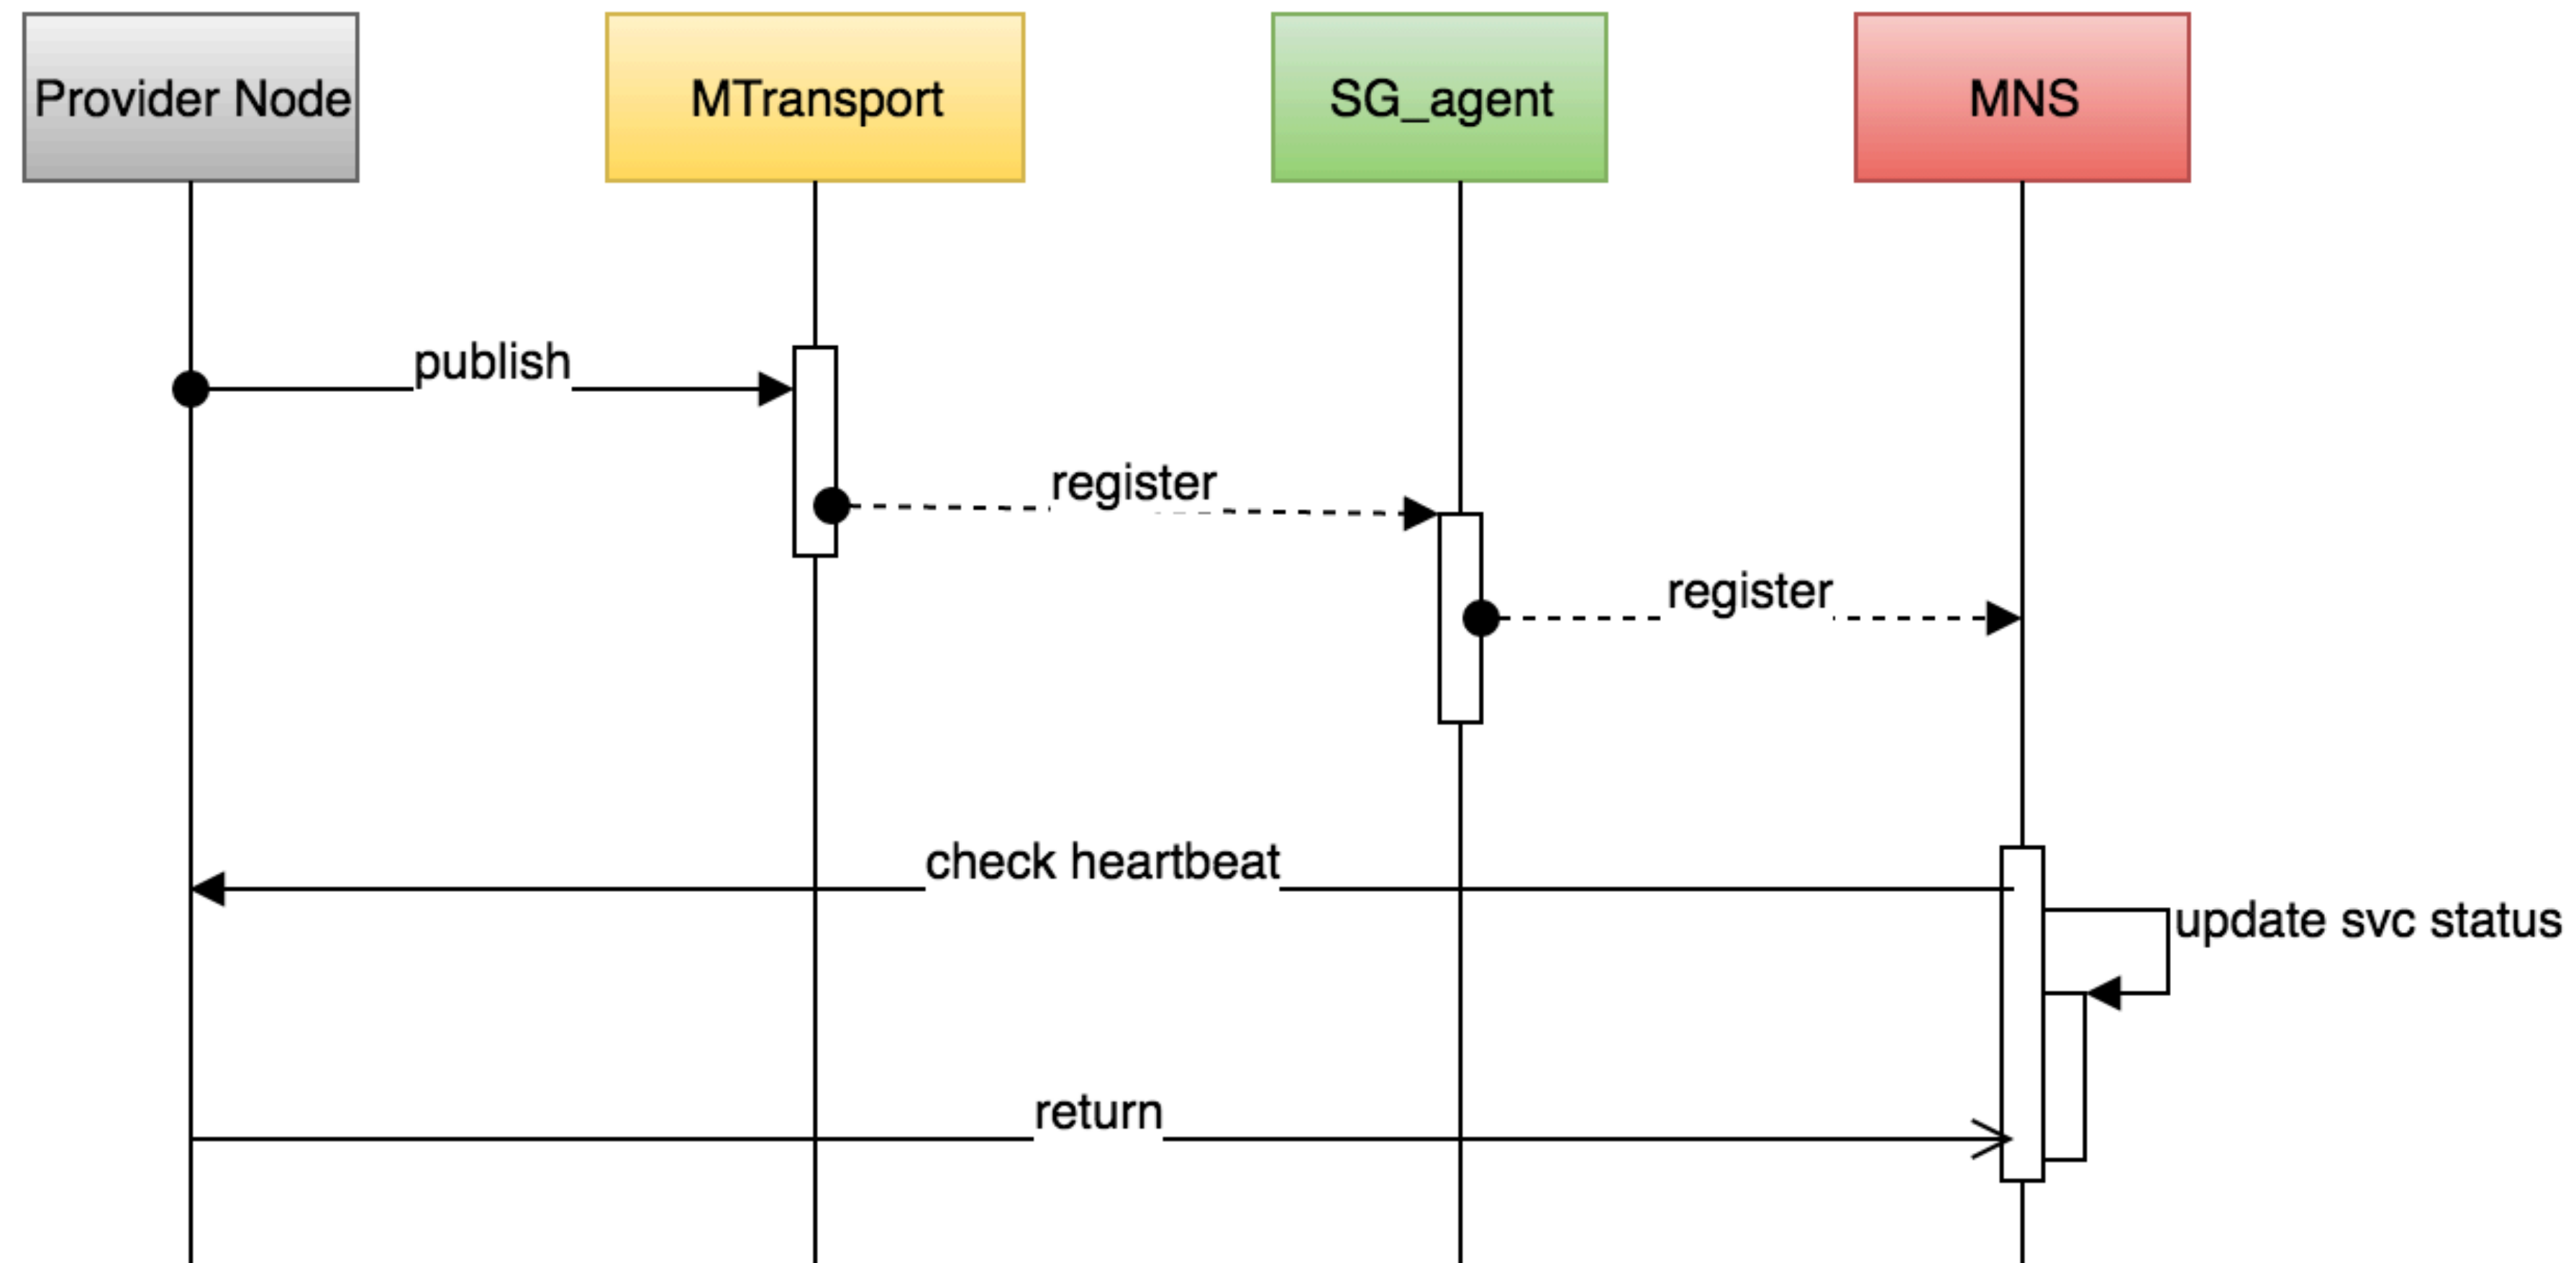 Provider Node
MTransport
SG_agent
MNS
publish
register
register
check heartbeat
update svc status
return